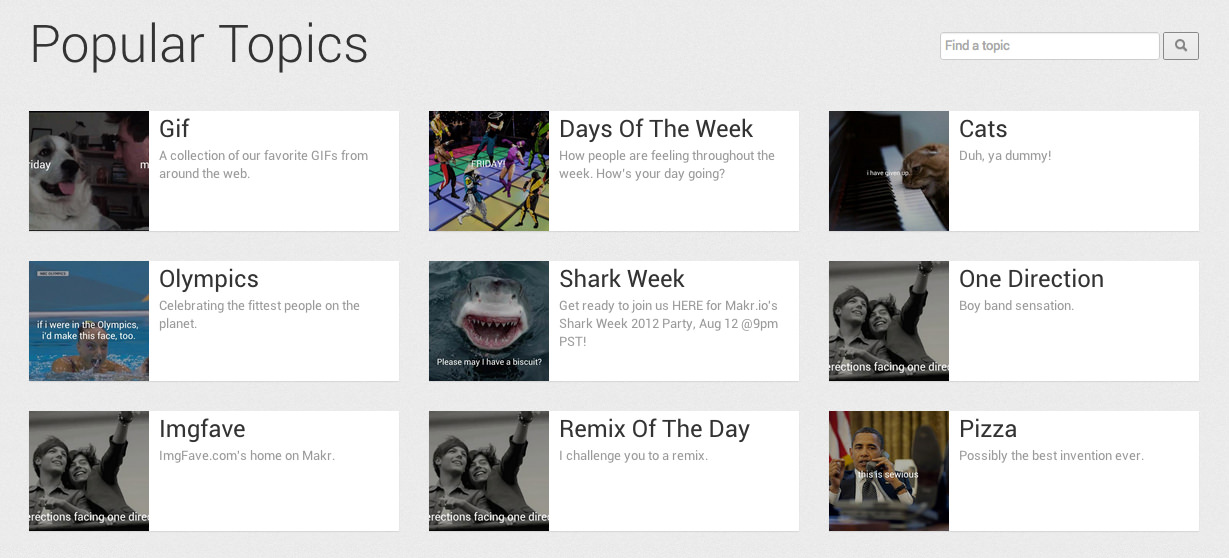 Popular Topics
Find a topic
Gif
A collection of our favorite GIFs from
around the web.
riday
m
Days Of The Week
How people are feeling throughout the
week. How's your day going?
FRIDAY!
Cats
Duh, ya dummy!
i have given up.
Olympics
Celebrating the fittest people on the
planet.
NBC OLYMPICS
if i were in the Olympics,
i'd make this face, too.
Shark Week
Get ready to join us HERE for Makr.io's
Shark Week 2012 Party, Aug 12 @9pm
PST!
Please may I have a biscuit?
One Direction
Boy band sensation.
erections facing one direc
Imgfave
ImgFave.com's home on Makr.
erections facing one direc
Remix Of The Day
I challenge you to a remix.
erections facing one direc
Pizza
Possibly the best invention ever.
this is sewious